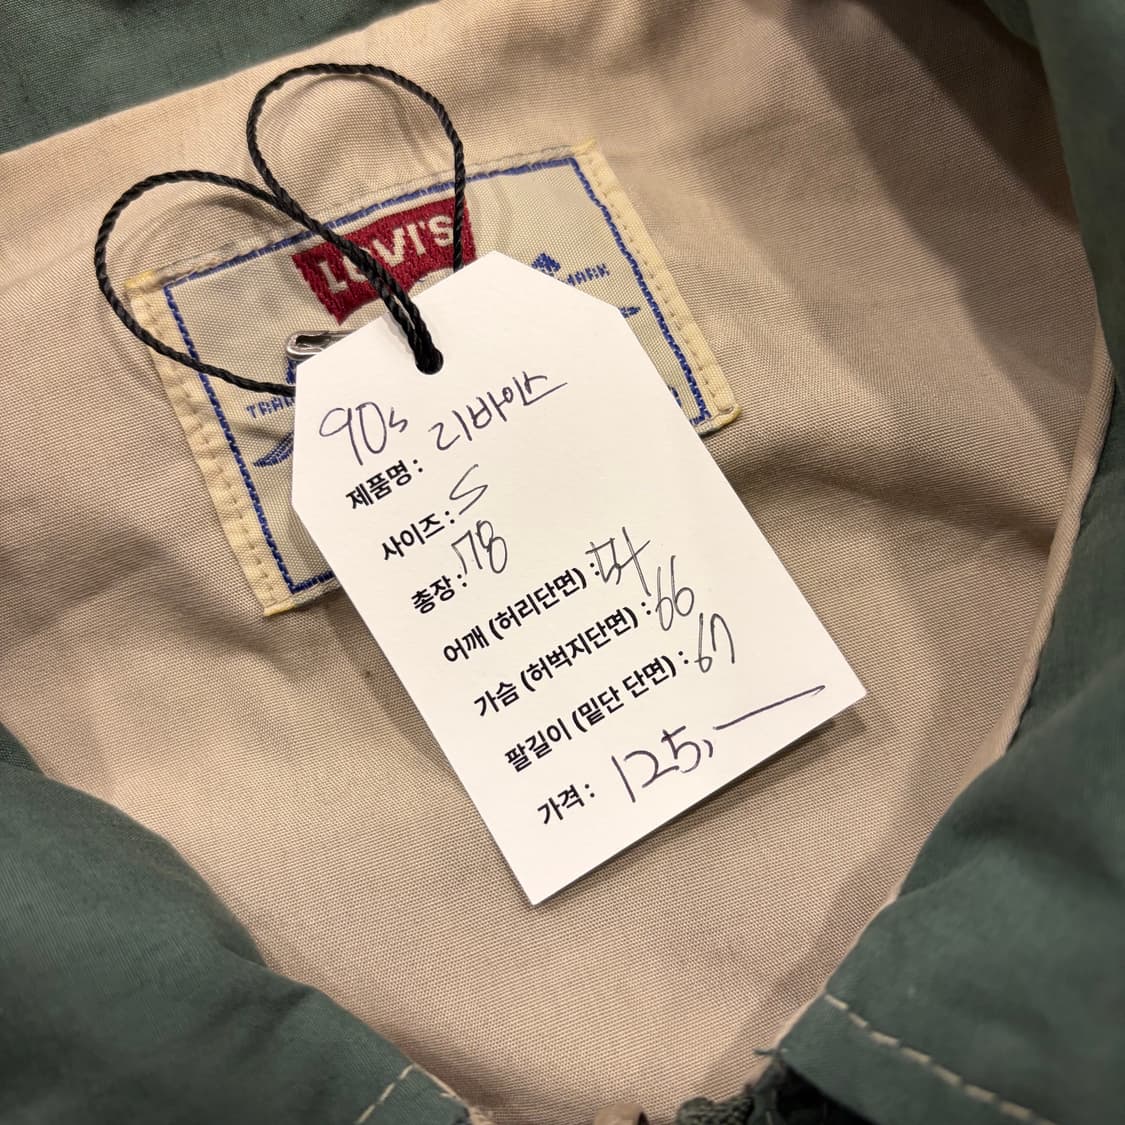 LEVI'S
MARK
90s 리바이스
제품명 :
사이즈 : S
총장 : 78
어깨 (허리단면) :
가슴 (허벅지단면) : 66
팔길이 (밑단 단면) : 67
가격 : 125,—